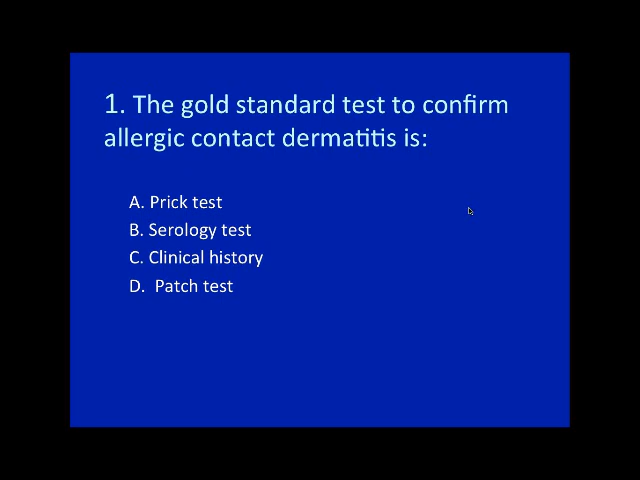 1. The gold standard test to confirm
allergic contact dermatitis is:
A. Prick test
B. Serology test
C. Clinical history
D. Patch test